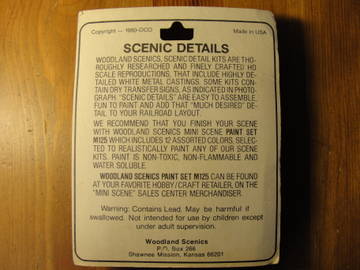 Copyright — 1980-OCO Made in USA
SCENIC DETAILS
WOODLAND SCENICS, SCENIC DETAIL KITS ARE THO-
ROUGHLY RESEARCHED AND FINELY CRAFTED HO
SCALE REPRODUCTIONS, THAT INCLUDE HIGHLY DE-
TAILED WHITE METAL CASTINGS. SOME KITS CON-
TAIN DRY TRANSFER SIGNS, AS INDICATED IN PHOTO-
GRAPH. "SCENIC DETAILS" ARE EASY TO ASSEMBLE,
FUN TO PAINT AND ADD THAT "MUCH DESIRED" DE-
TAIL TO YOUR RAILROAD LAYOUT.
WE RECOMMEND THAT YOU FINISH YOUR SCENE
WITH WOODLAND SCENICS MINI SCENE PAINT SET
M125 WHICH INCLUDES 12 ASSORTED COLORS, SELEC-
TED TO REALISTICALLY PAINT ANY OF OUR SCENE
KITS. PAINT IS NON-TOXIC, NON-FLAMMABLE AND
WATER SOLUBLE.
WOODLAND SCENICS PAINT SET M125 CAN BE FOUND
AT YOUR FAVORITE HOBBY/CRAFT RETAILER, ON THE
"MINI SCENE" SALES CENTER MERCHANDISER.
Warning: Contains Lead. May be harmful if
swallowed. Not intended for use by children except
under adult supervision.
Woodland Scenics
P.O. Box 266
Shawnee Mission, Kansas 66201